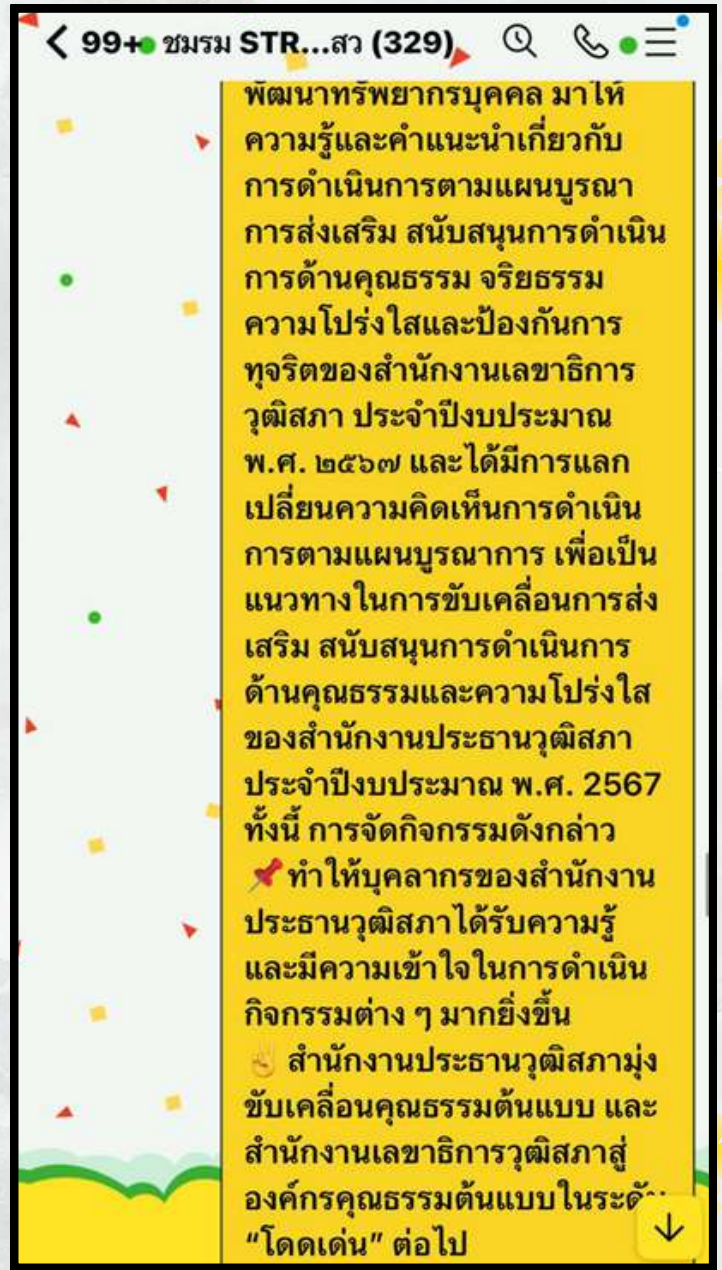 99+ ชมรม STR...สว (329)
พัฒนาทรัพยากรบุคคล มาให้
ความรู้และคำแนะนำเกี่ยวกับ
การดำเนินการตามแผนบูรณา
การส่งเสริม สนับสนุนการดำเนิน
การด้านคุณธรรม จริยธรรม
ความโปร่งใสและป้องกันการ
ทุจริตของสำนักงานเลขาธิการ
วุฒิสภา ประจำปีงบประมาณ
พ.ศ. ๒๕๖๗ และได้มีการแลก
เปลี่ยนความคิดเห็นการดำเนิน
การตามแผนบูรณาการ เพื่อเป็น
แนวทางในการขับเคลื่อนการส่ง
เสริม สนับสนุนการดำเนินการ
ด้านคุณธรรมและความโปร่งใส
ของสำนักงานประธานวุฒิสภา
ประจำปีงบประมาณ พ.ศ. 2567
ทั้งนี้ การจัดกิจกรรมดังกล่าว
📌ทำให้บุคลากรของสำนักงาน
ประธานวุฒิสภาได้รับความรู้
และมีความเข้าใจในการดำเนิน
กิจกรรมต่าง ๆ มากยิ่งขึ้น
✌️ สำนักงานประธานวุฒิสภามุ่ง
ขับเคลื่อนคุณธรรมต้นแบบ และ
สำนักงานเลขาธิการวุฒิสภาสู่
องค์กรคุณธรรมต้นแบบในระดับ
“โดดเด่น” ต่อไป